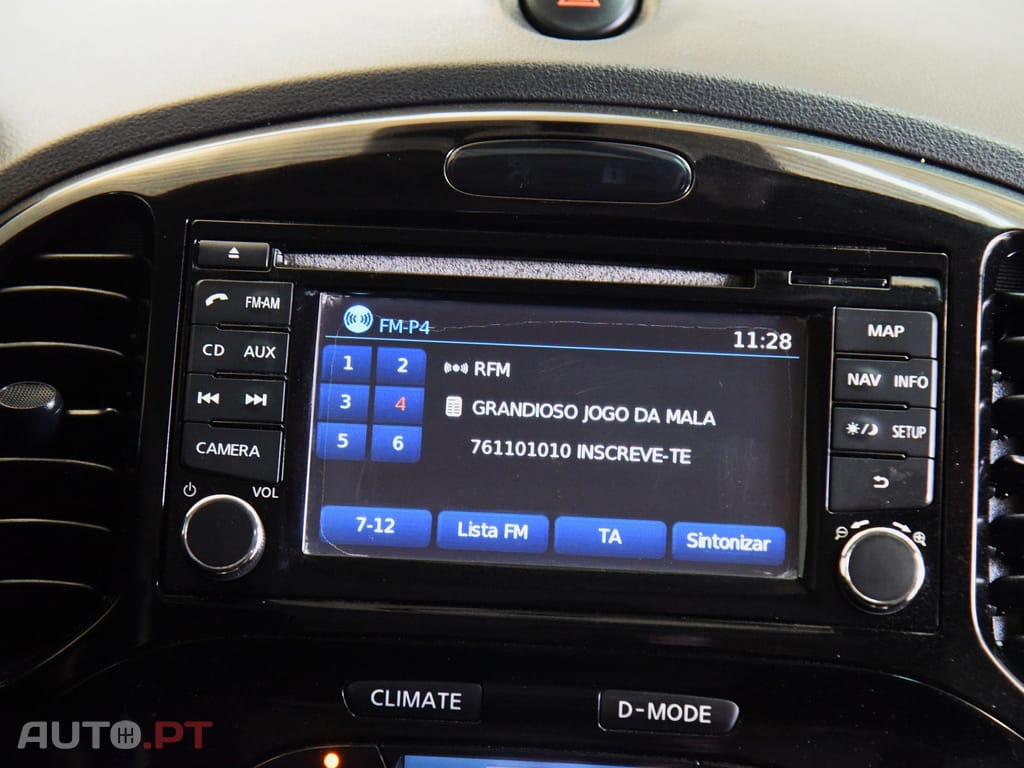 FM-AM
CD AUX
CAMERA
VOL
FM-P4
11:28
1 2
3 4
5 6
RFM
GRANDIOSO JOGO DA MALA
761101010 INSCREVE-TE
7-12 Lista FM TA Sintonizar
MAP
NAV INFO
SETUP
CLIMATE
D-MODE
AUTO.PT